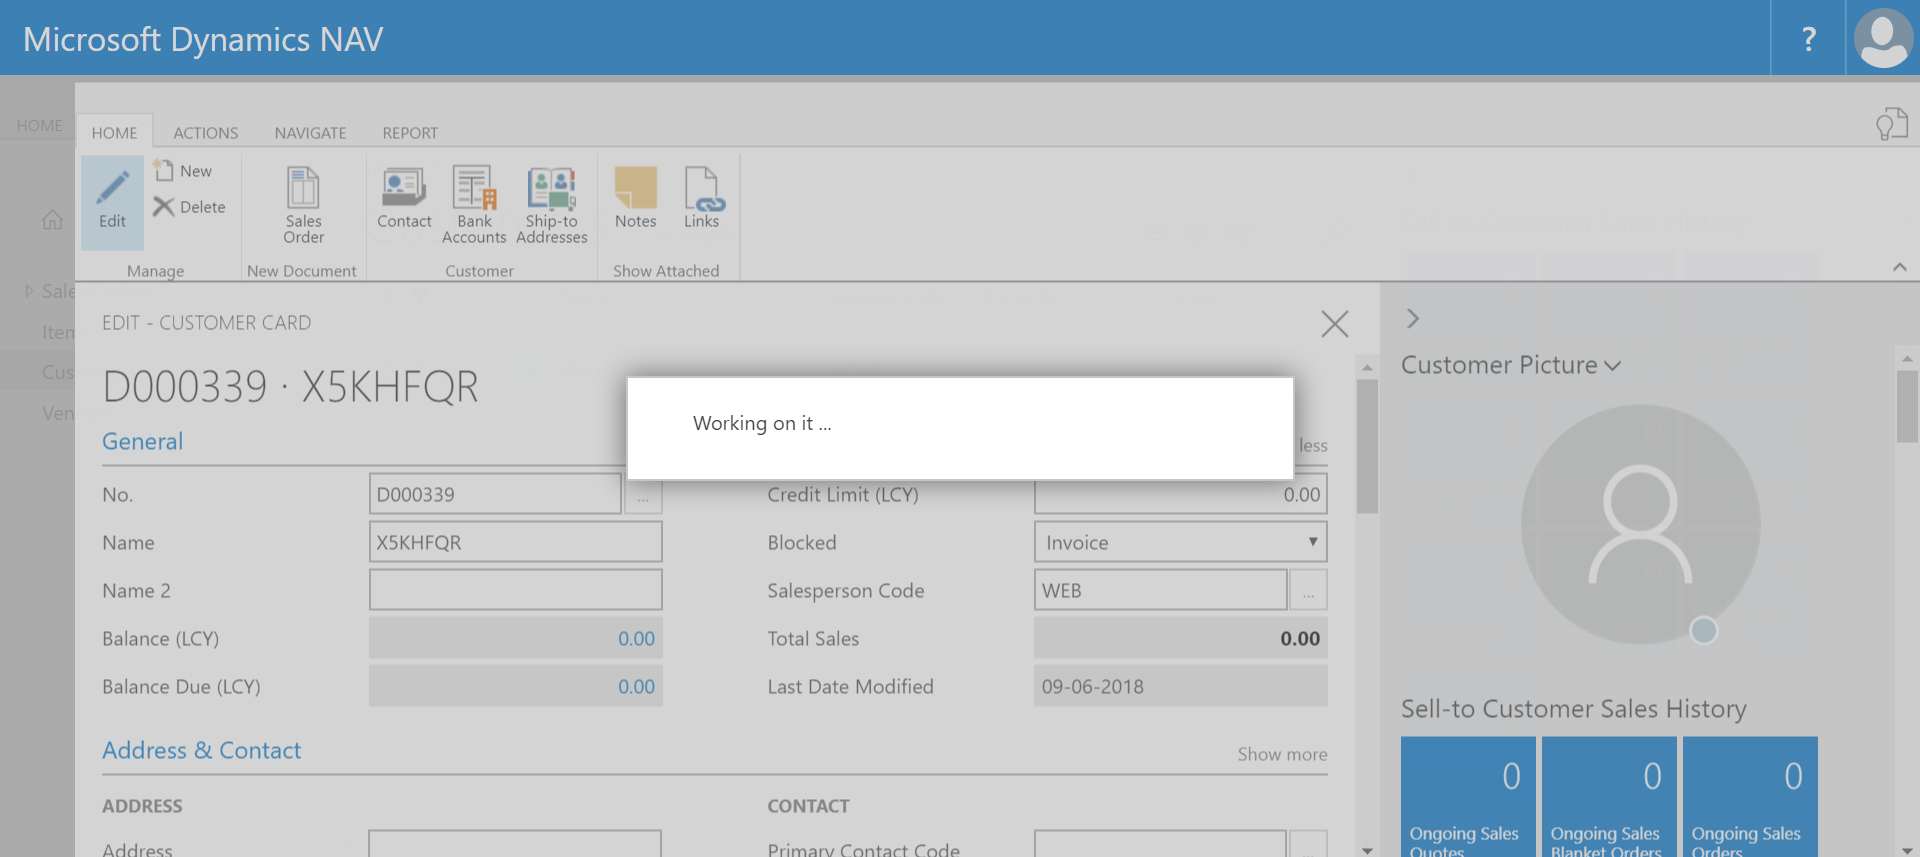 Microsoft Dynamics NAV
?
HOME
HOME
ACTIONS
NAVIGATE
REPORT
Edit
New
Delete
Manage
Sales
Order
New Document
Contact
Bank
Accounts
Ship-to
Addresses
Customer
Notes
Links
Show Attached
Sale
Item
Cus
Ven
EDIT - CUSTOMER CARD
D000339 · X5KHFQR
Working on it ...
General
less
No.
D000339
...
Credit Limit (LCY)
0.00
Name
X5KHFQR
Blocked
Invoice
Name 2
Salesperson Code
WEB
...
Balance (LCY)
0.00
Total Sales
0.00
Balance Due (LCY)
0.00
Last Date Modified
09-06-2018
Address & Contact
Show more
ADDRESS
CONTACT
Address
Primary Contact Code
Customer Picture
Sell-to Customer Sales History
0
Ongoing Sales
Quotes
0
Ongoing Sales
Blanket Orders
0
Ongoing Sales
Orders